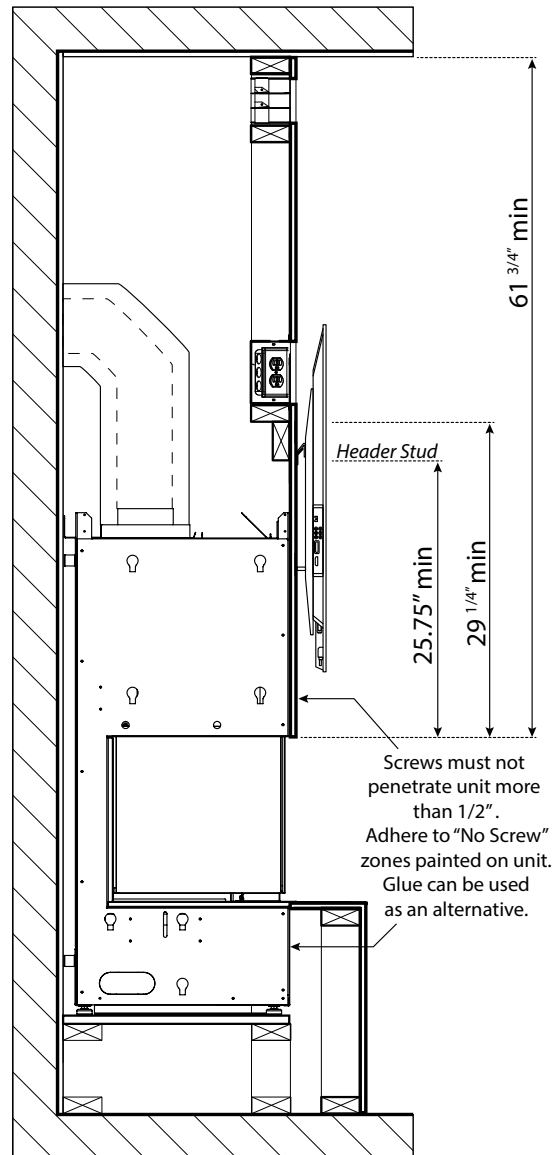 61 3/4” min
Header Stud
25.75” min
29 1/4” min
Screws must not
penetrate unit more
than 1/2”.
Adhere to “No Screw”
zones painted on unit.
Glue can be used
as an alternative.